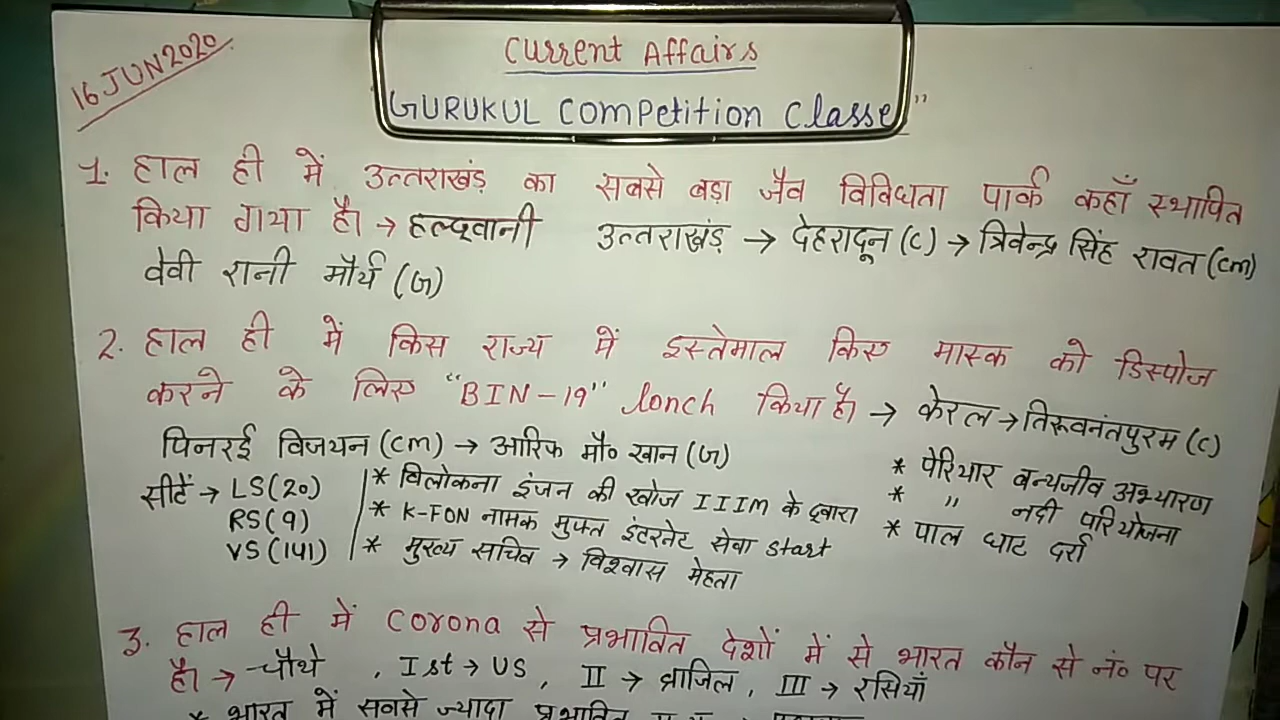 16 JUN 2020
Current Affairs
"GURUKUL Competition Classe"
1. हाल ही में उत्तराखंड़ का सबसे बड़ा जैव विविधता पार्क कहाँ स्थापित
किया गया है। → हल्द्वानी उत्तराखंड़ → देहरादून (C) → त्रिवेन्द्र सिंह रावत (cm)
वेवी रानी मौर्य (G)
2. हाल ही में किस राज्य में इस्तेमाल किए मास्क को डिस्पोज
करने के लिए "BIN-19" lonch किया है। → केरल → तिरूवनंतपुरम (C)
पिनरई विजयन (cm) → आरिफ मौ० खान (G)
सीटें → LS(20)
RS(9)
VS(141)
* विलोकना इंजन की खोज IIIM के द्वारा
* K-FON नामक मुफ्त इंटरनेट सेवा start
* मुख्य सचिव → विश्वास मेहता
* पेरियार वन्यजीव अभ्यारण
* " नदी परियोजना
* पाल घाट दर्रा
3. हाल ही में Corona से प्रभावित देशों में से भारत कौन से नं० पर
है। → चौथे , Ist → US , II → ब्राजिल , III → रसियाँ
* भारत में सबसे ज्यादा प्रभावित